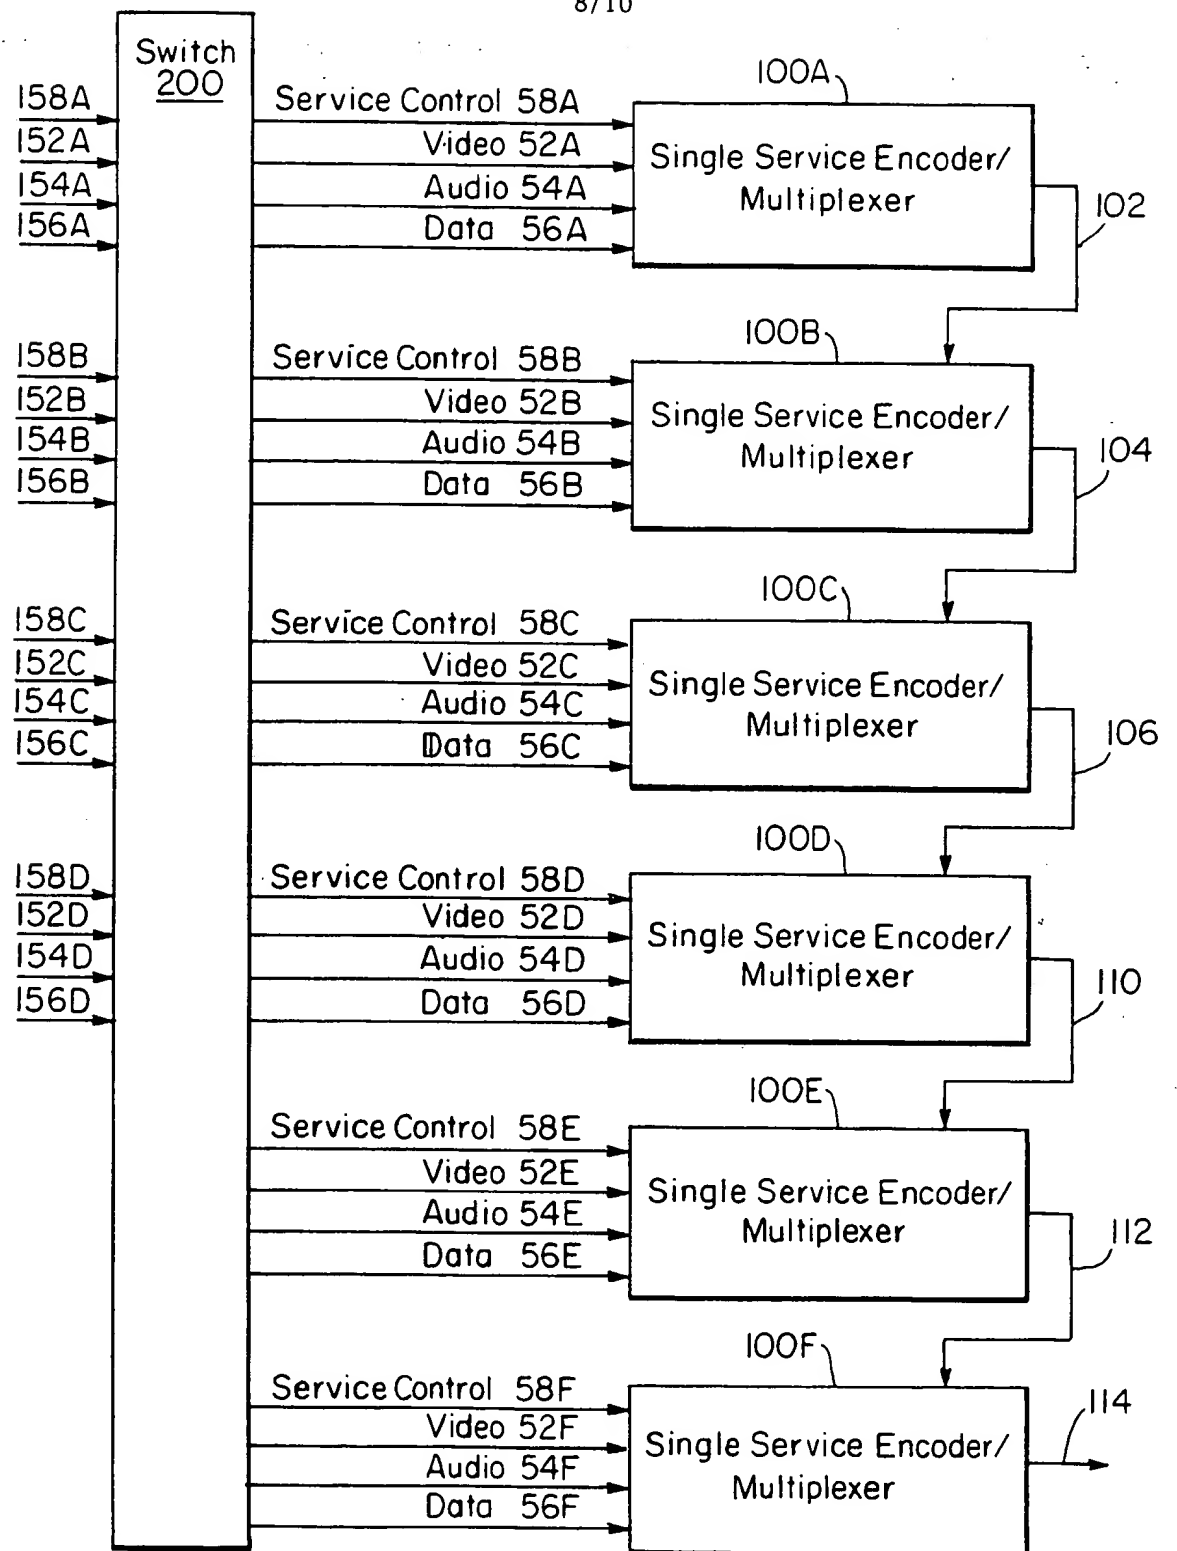 8/10
Switch
200
158A
152A
154A
156A
Service Control 58A
Video 52A
Audio 54A
Data 56A
100A
Single Service Encoder/
Multiplexer
102
158B
152B
154B
156B
Service Control 58B
Video 52B
Audio 54B
Data 56B
100B
Single Service Encoder/
Multiplexer
104
158C
152C
154C
156C
Service Control 58C
Video 52C
Audio 54C
Data 56C
100C
Single Service Encoder/
Multiplexer
106
158D
152D
154D
156D
Service Control 58D
Video 52D
Audio 54D
Data 56D
100D
Single Service Encoder/
Multiplexer
110
Service Control 58E
Video 52E
Audio 54E
Data 56E
100E
Single Service Encoder/
Multiplexer
112
Service Control 58F
Video 52F
Audio 54F
Data 56F
100F
Single Service Encoder/
Multiplexer
114